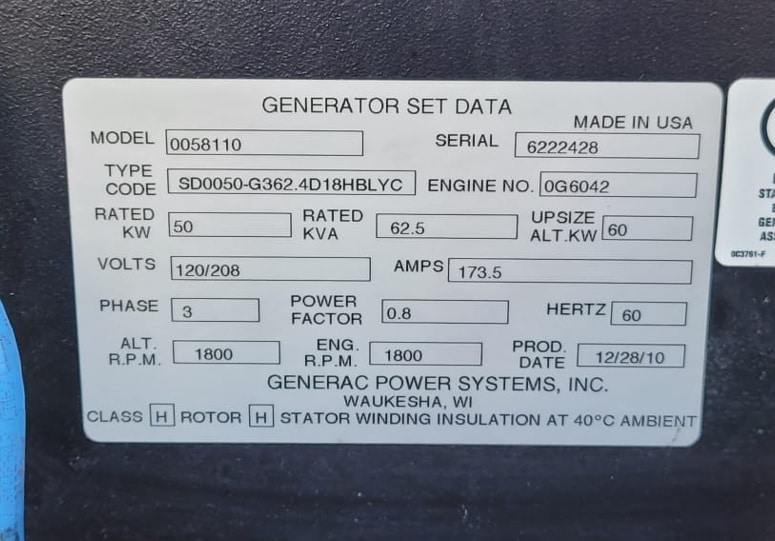 GENERATOR SET DATA
MADE IN USA
MODEL 0058110 SERIAL 6222428
TYPE CODE SD0050-G362.4D18HBLYC ENGINE NO. 0G6042
RATED KW 50 RATED KVA 62.5 UPSIZE ALT.KW 60
VOLTS 120/208 AMPS 173.5
PHASE 3 POWER FACTOR 0.8 HERTZ 60
ALT. R.P.M. 1800 ENG. R.P.M. 1800 PROD. DATE 12/28/10
GENERAC POWER SYSTEMS, INC.
WAUKESHA, WI
CLASS H ROTOR H STATOR WINDING INSULATION AT 40°C AMBIENT
0C3761-F